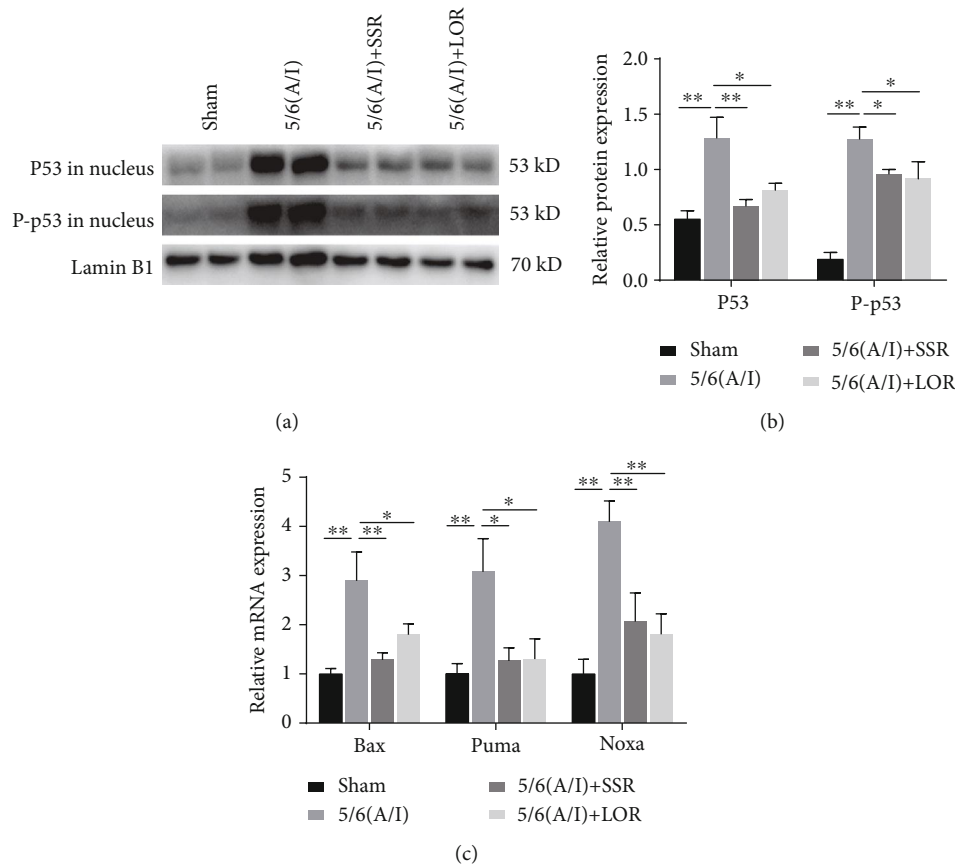 Sham
5/6(A/I)
5/6(A/I)+SSR
5/6(A/I)+LOR
P53 in nucleus
53 kD
P-p53 in nucleus
53 kD
Lamin B1
70 kD
(a)
Relative protein expression
2.0
1.5
1.0
0.5
0.0
** ** *
** * *
P53
P-p53
Sham
5/6(A/I)
5/6(A/I)+SSR
5/6(A/I)+LOR
(b)
Relative mRNA expression
5
4
3
2
1
0
** ** *
** * *
** ** **
Bax
Puma
Noxa
Sham
5/6(A/I)
5/6(A/I)+SSR
5/6(A/I)+LOR
(c)